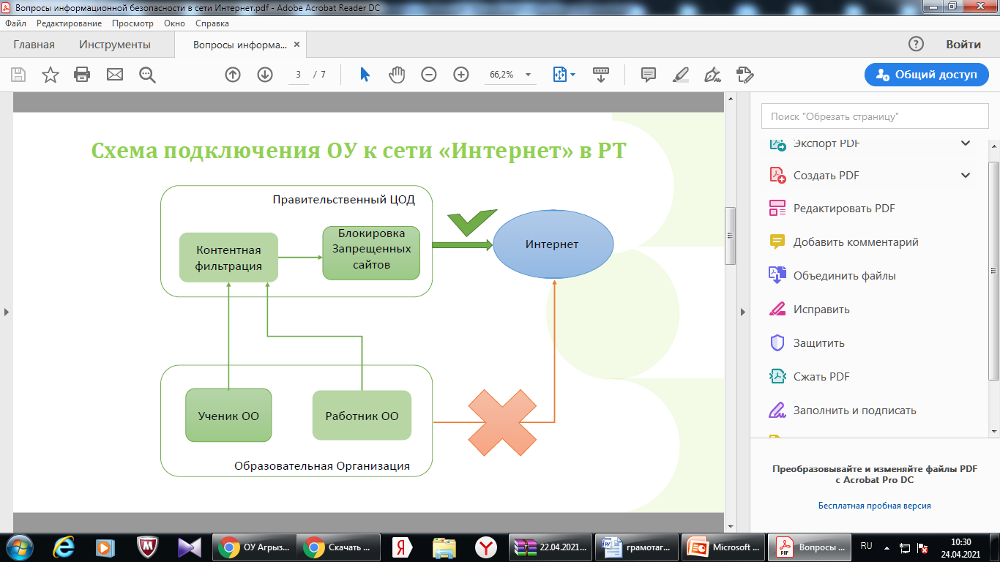 Вопросы информационной безопасности в сети Интернет.pdf - Adobe Acrobat Reader DC
Файл Редактирование Просмотр Окно Справка
Главная Инструменты Вопросы информа... × Войти
3 / 7 66,2% Общий доступ
Схема подключения ОУ к сети «Интернет» в РТ
Правительственный ЦОД
Контентная
фильтрация
Блокировка
Запрещенных
сайтов
Интернет
Ученик ОО
Работник ОО
Образовательная Организация
Поиск "Обрезать страницу"
Экспорт PDF
Создать PDF
Редактировать PDF
Добавить комментарий
Объединить файлы
Исправить
Защитить
Сжать PDF
Заполнить и подписать
Преобразовывайте и изменяйте файлы PDF
с Acrobat Pro DC
Бесплатная пробная версия
ОУ Агрыз... Скачать ... 22.04.2021... грамотаг... Microsoft ... Вопросы ... RU 10:30
24.04.2021